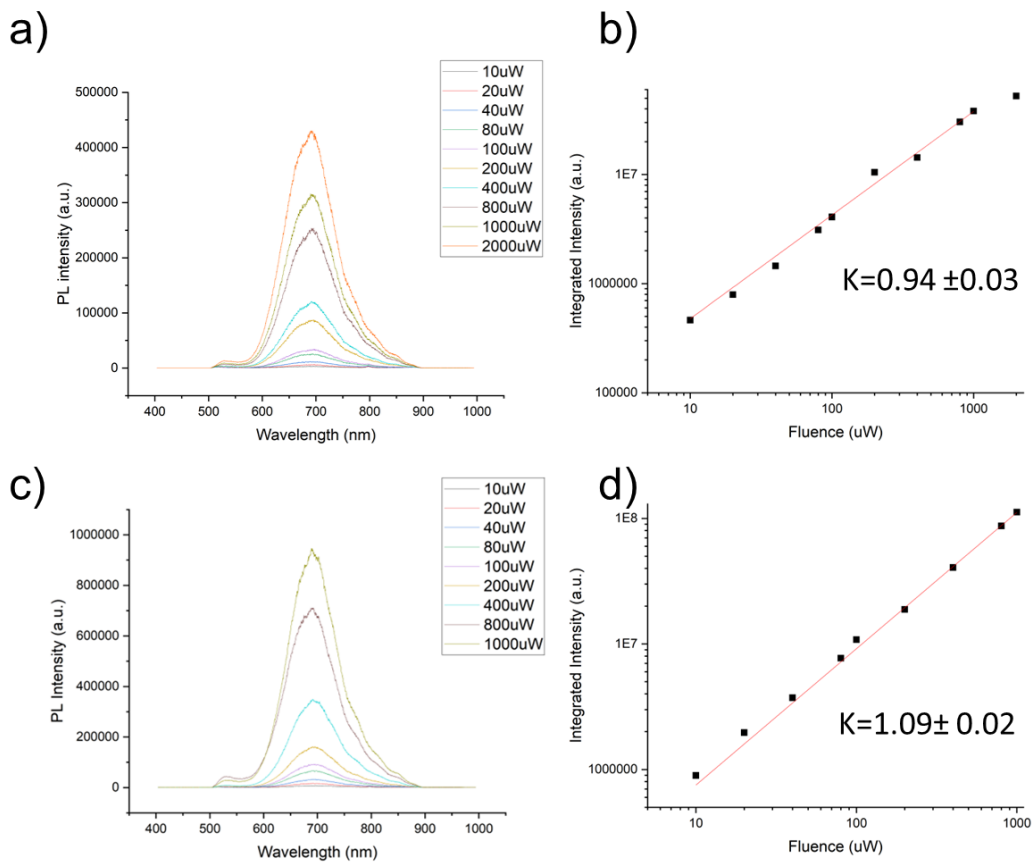 a)
500000
400000
300000
200000
100000
0
PL intensity (a.u.)
400 500 600 700 800 900 1000
Wavelength (nm)
10uW
20uW
40uW
80uW
100uW
200uW
400uW
800uW
1000uW
2000uW
b)
1E7
1000000
100000
Integrated Intensity (a.u.)
K=0.94 ±0.03
10 100 1000
Fluence (uW)
c)
1000000
800000
600000
400000
200000
0
PL Intensity (a.u.)
400 500 600 700 800 900 1000
Wavelength (nm)
10uW
20uW
40uW
80uW
100uW
200uW
400uW
800uW
1000uW
d)
1E8
1E7
1000000
Integrated Intensity (a.u.)
K=1.09± 0.02
10 100 1000
Fluence (uW)